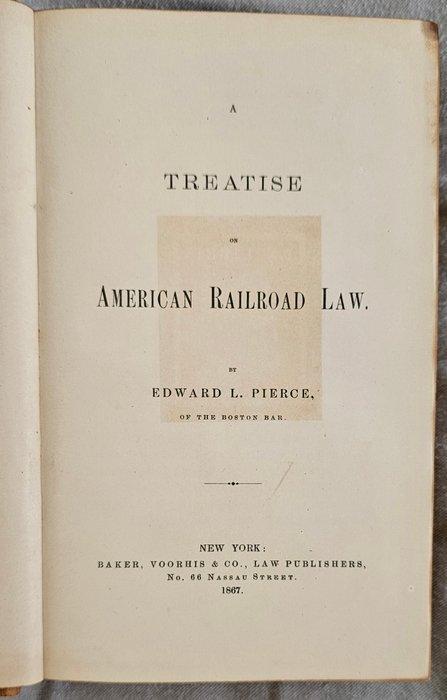 A
TREATISE
ON
AMERICAN RAILROAD LAW.
BY
EDWARD L. PIERCE,
OF THE BOSTON BAR.
NEW YORK:
BAKER, VOORHIS & CO., LAW PUBLISHERS,
No. 66 NASSAU STREET.
1867.